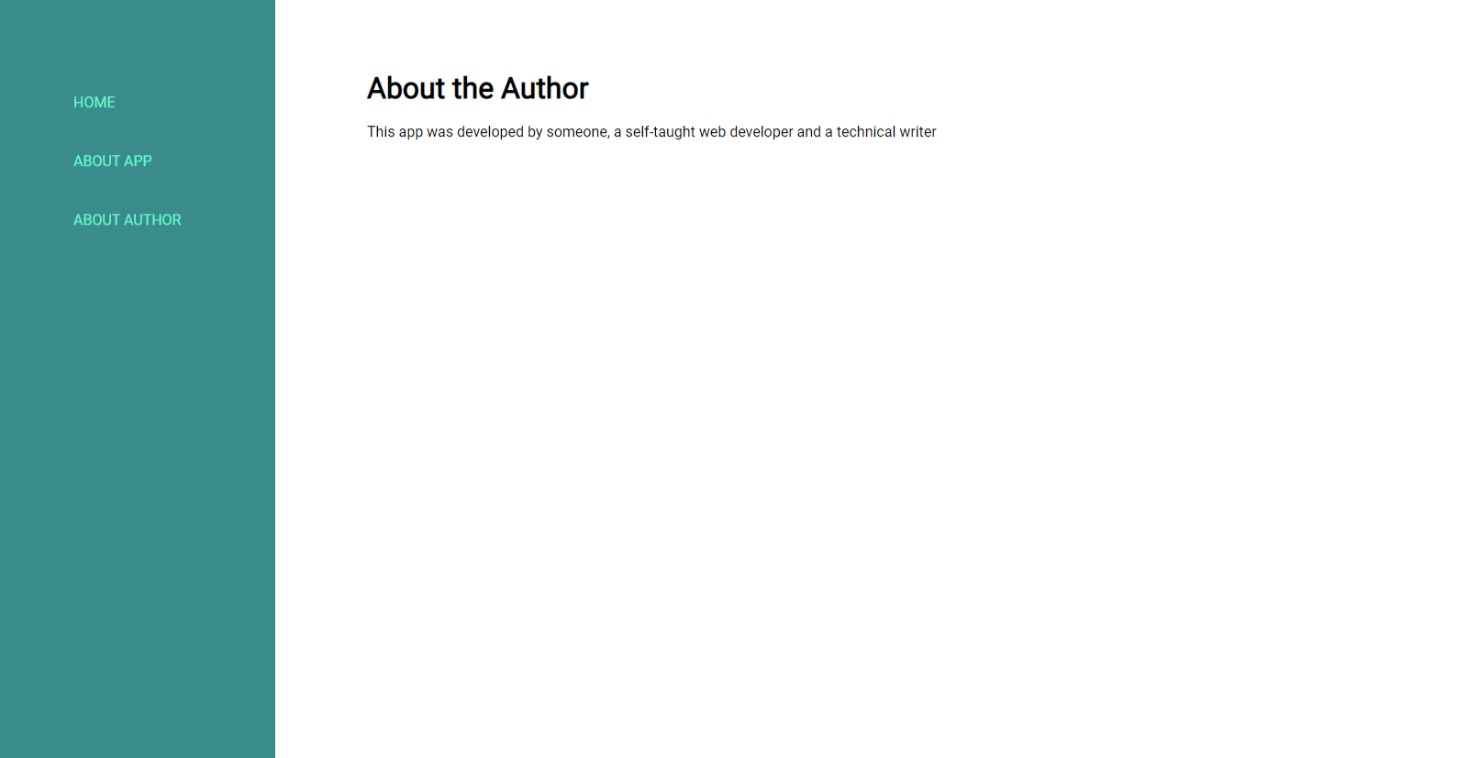 HOME
ABOUT APP
ABOUT AUTHOR
About the Author
This app was developed by someone, a self-taught web developer and a technical writer